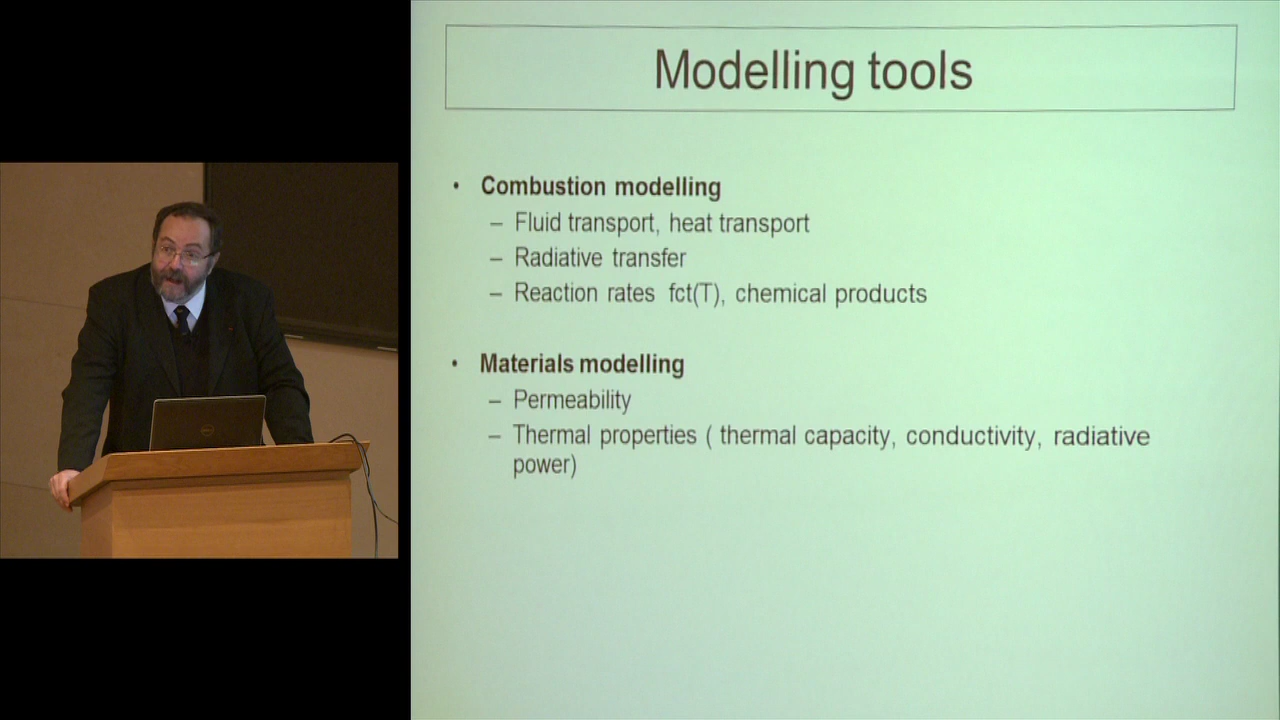 Modelling tools
• Combustion modelling
– Fluid transport, heat transport
– Radiative transfer
– Reaction rates fct(T), chemical products
• Materials modelling
– Permeability
– Thermal properties ( thermal capacity, conductivity, radiative
power)